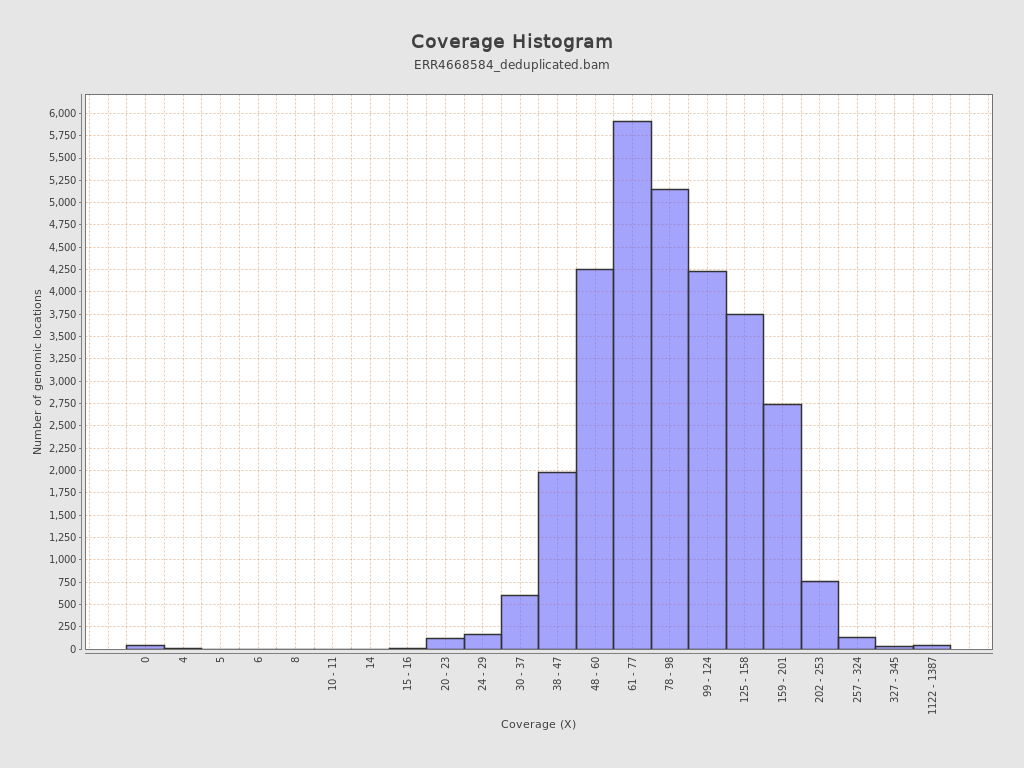 Coverage Histogram
ERR4668584_deduplicated.bam
Number of genomic locations
6,000
5,750
5,500
5,250
5,000
4,750
4,500
4,250
4,000
3,750
3,500
3,250
3,000
2,750
2,500
2,250
2,000
1,750
1,500
1,250
1,000
750
500
250
0
0
4
5
6
8
10 - 11
14
15 - 16
20 - 23
24 - 29
30 - 37
38 - 47
48 - 60
61 - 77
78 - 98
99 - 124
125 - 158
159 - 201
202 - 253
257 - 324
327 - 345
1122 - 1387
Coverage (X)